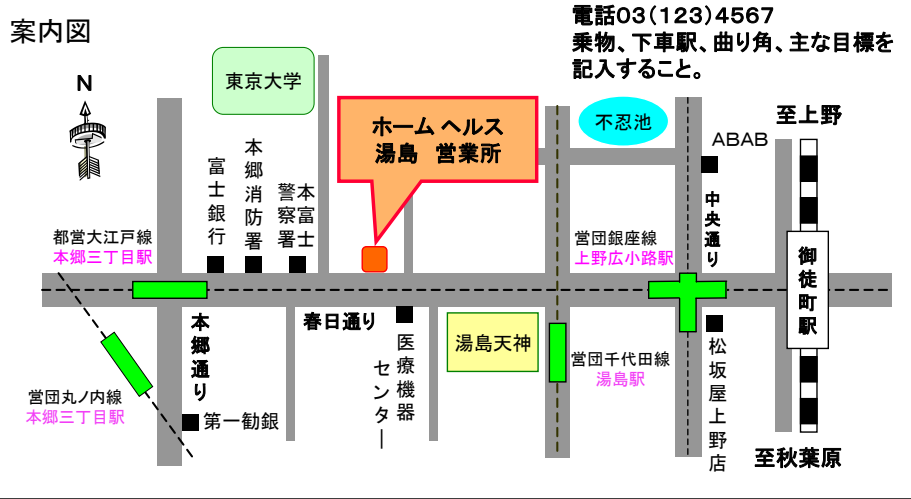 案内図
電話03(123)4567
乗物、下車駅、曲り角、主な目標を
記入すること。
N
東京大学
ホーム ヘルス
湯島 営業所
不忍池
至上野
ABAB
富士銀行
本郷消防署
本富士
警察署
中央通り
都営大江戸線
本郷三丁目駅
営団銀座線
上野広小路駅
御徒町駅
本郷通り
春日通り
医療機器
センター
湯島天神
営団千代田線
湯島駅
松坂屋上野店
営団丸ノ内線
本郷三丁目駅
第一勧銀
至秋葉原